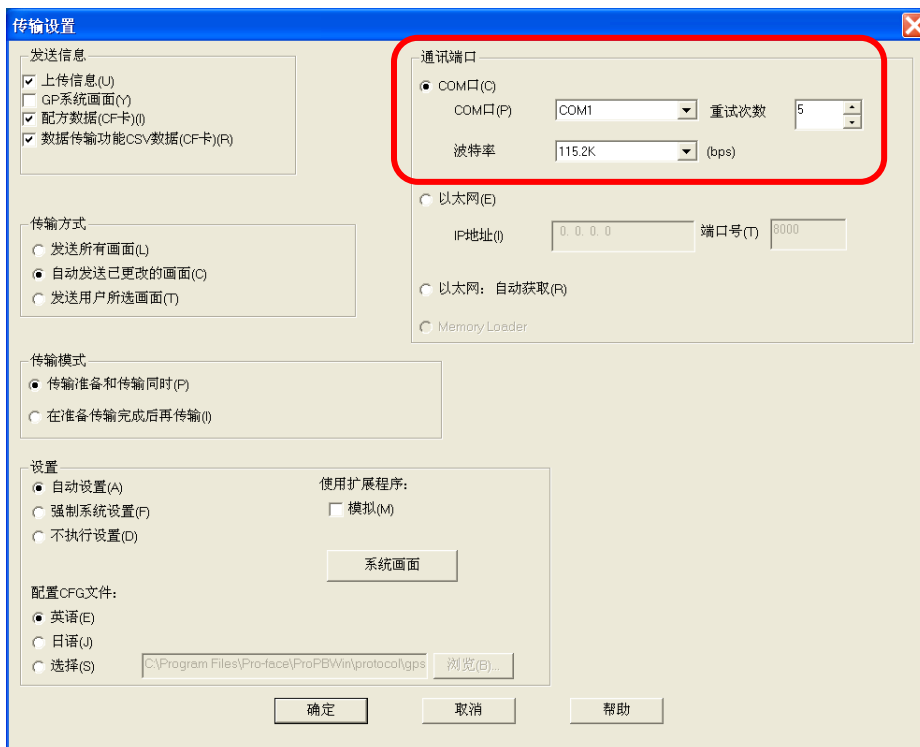 传输设置
发送信息
上传信息(U)
GP系统画面(Y)
配方数据(CF卡)(I)
数据传输功能CSV数据(CF卡)(R)
通讯端口
COM口(C)
COM口(P) COM1 重试次数 5
波特率 115.2K (bps)
以太网(E)
IP地址(I) 0. 0. 0. 0 端口号(T) 8000
以太网：自动获取(R)
Memory Loader
传输方式
发送所有画面(L)
自动发送已更改的画面(C)
发送用户所选画面(T)
传输模式
传输准备和传输同时(P)
在准备传输完成后再传输(I)
设置
自动设置(A)
强制系统设置(F)
不执行设置(D)
使用扩展程序：
模拟(M)
系统画面
配置CFG文件：
英语(E)
日语(J)
选择(S) C:\Program Files\Pro-face\ProPBWin\protocol\gps 浏览(B)...
确定 取消 帮助